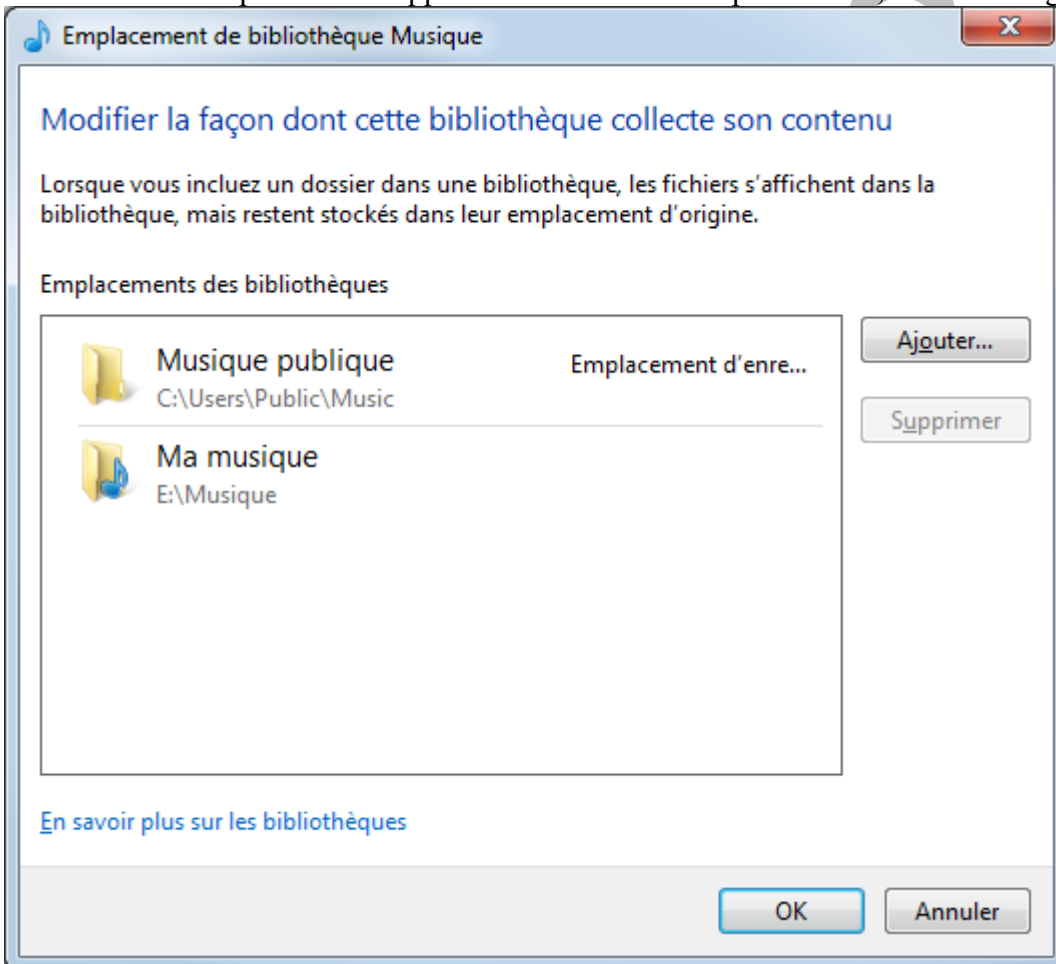 Emplacement de bibliothèque Musique
Modifier la façon dont cette bibliothèque collecte son contenu
Lorsque vous incluez un dossier dans une bibliothèque, les fichiers s'affichent dans la
bibliothèque, mais restent stockés dans leur emplacement d'origine.
Emplacements des bibliothèques
Musique publique
Emplacement d'enre...
C:\Users\Public\Music
Ma musique
E:\Musique
Ajouter...
Supprimer
En savoir plus sur les bibliothèques
OK
Annuler